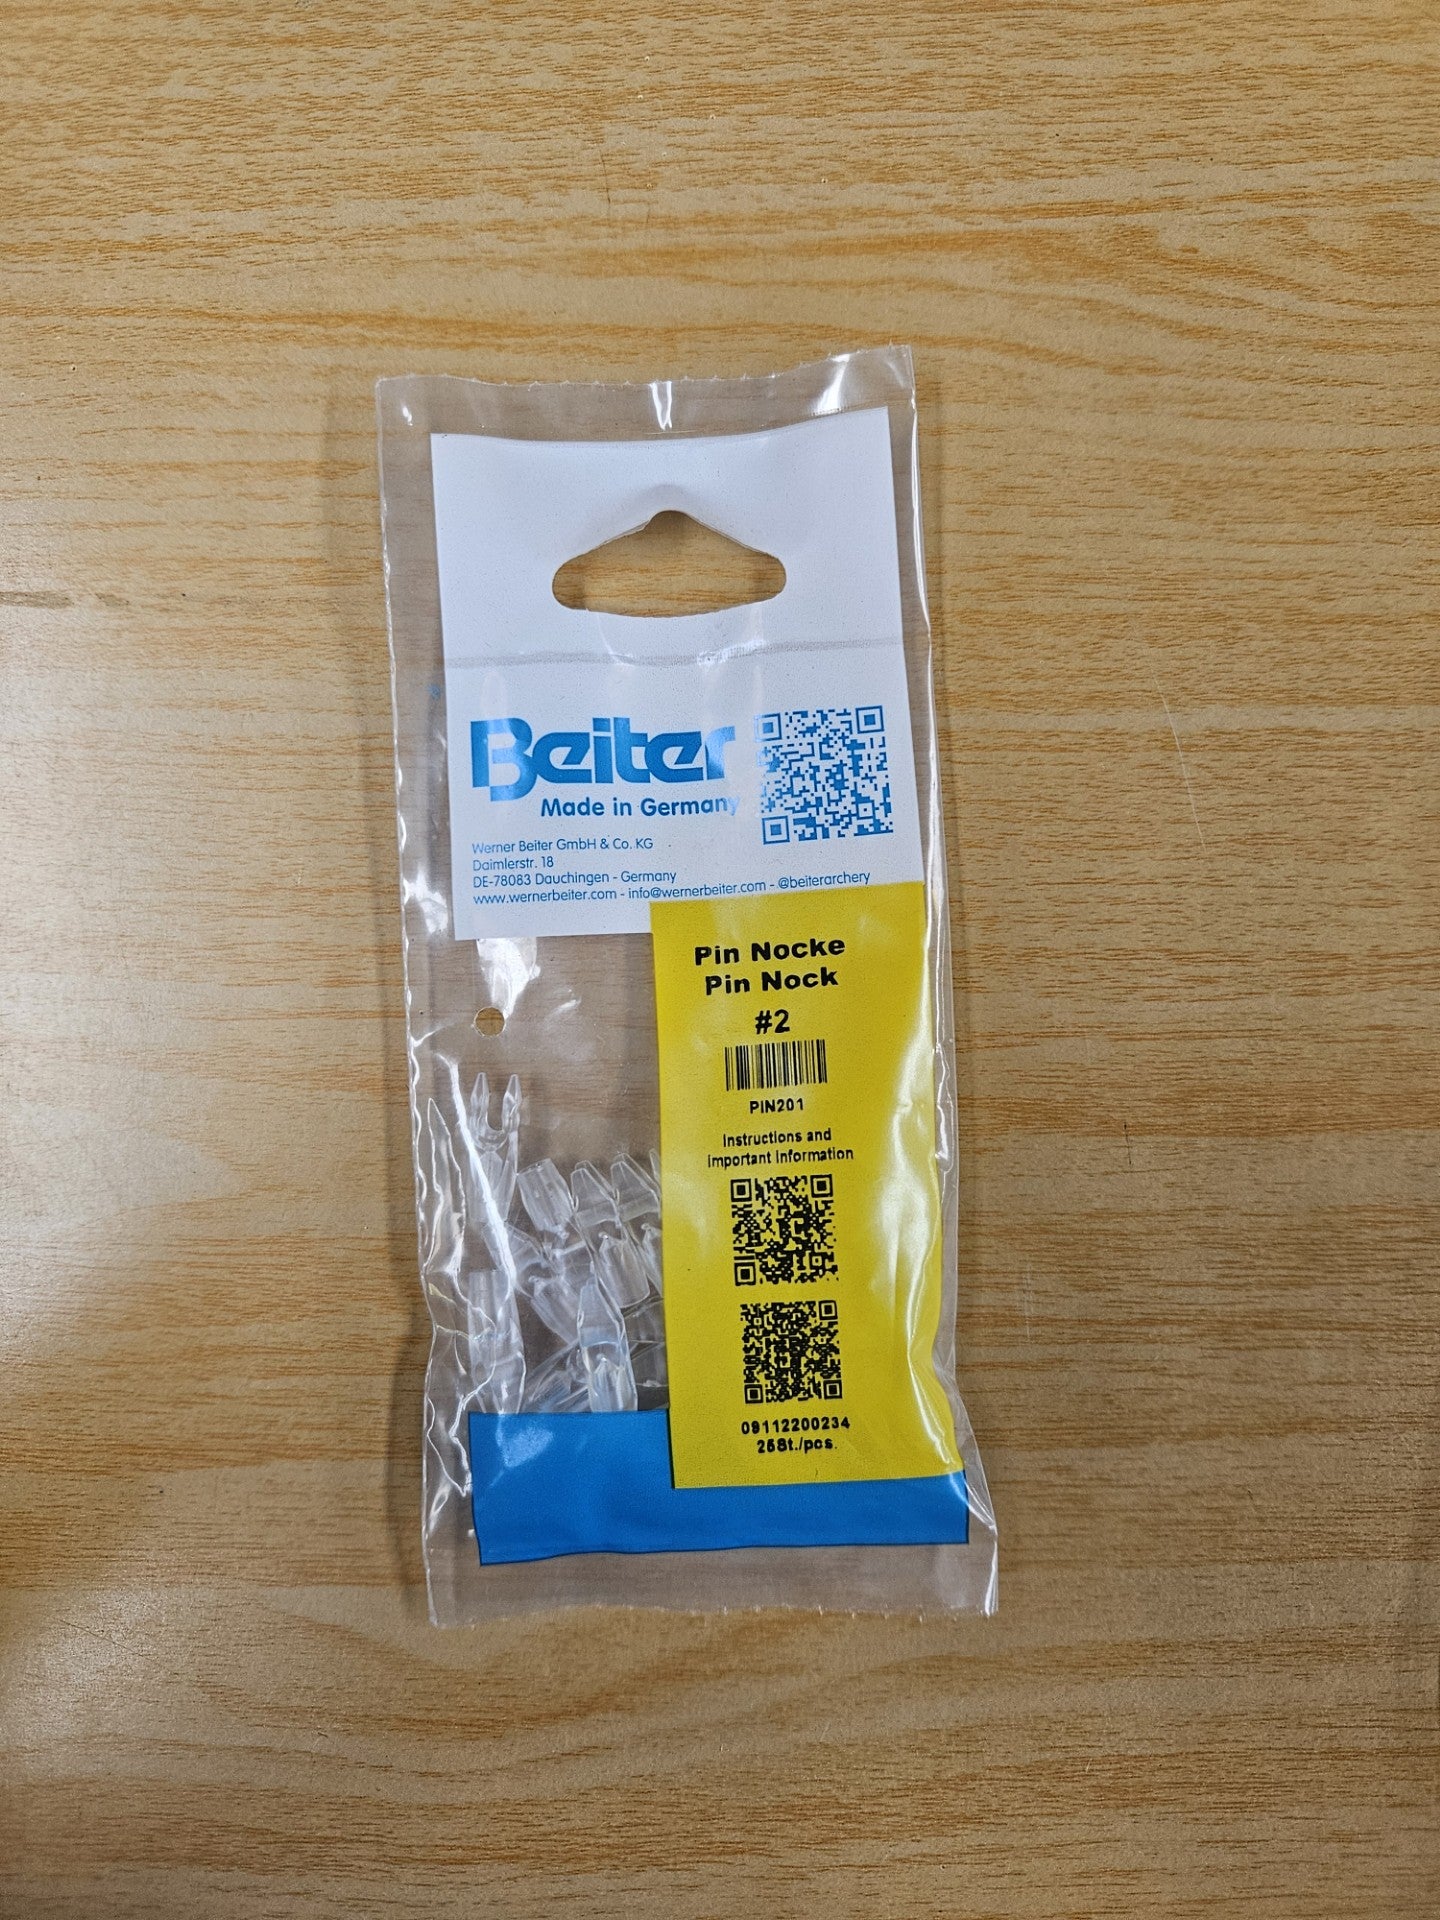 Beiter
Made in Germany
Werner Beiter GmbH & Co. KG
Daimlerstr. 18
DE-78083 Dauchingen - Germany
www.wernerbeiter.com - info@wernerbeiter.com - @beiterarchery
Pin Nocke
Pin Nock
#2
PIN201
Instructions and
important information
09112200234
25St./pcs.